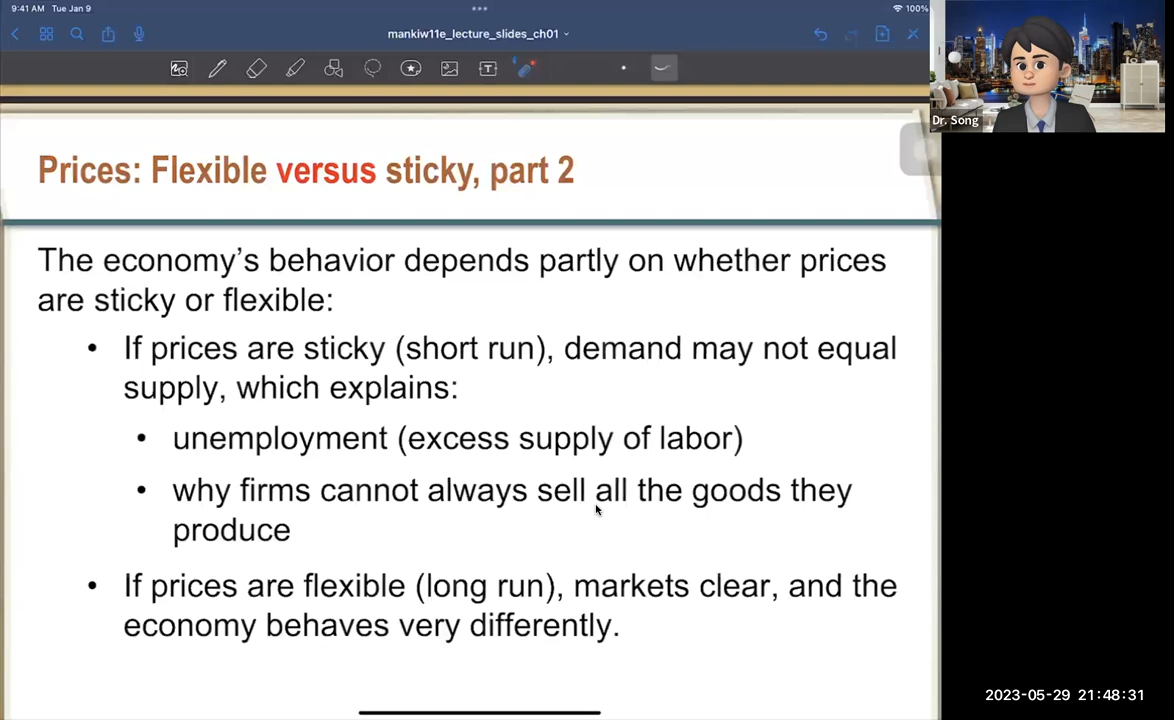 9:41 AM Tue Jan 9
100%
mankiw11e_lecture_slides_ch01
Dr. Song
Prices: Flexible versus sticky, part 2
The economy’s behavior depends partly on whether prices
are sticky or flexible:
• If prices are sticky (short run), demand may not equal
supply, which explains:
• unemployment (excess supply of labor)
• why firms cannot always sell all the goods they
produce
• If prices are flexible (long run), markets clear, and the
economy behaves very differently.
2023-05-29 21:48:31